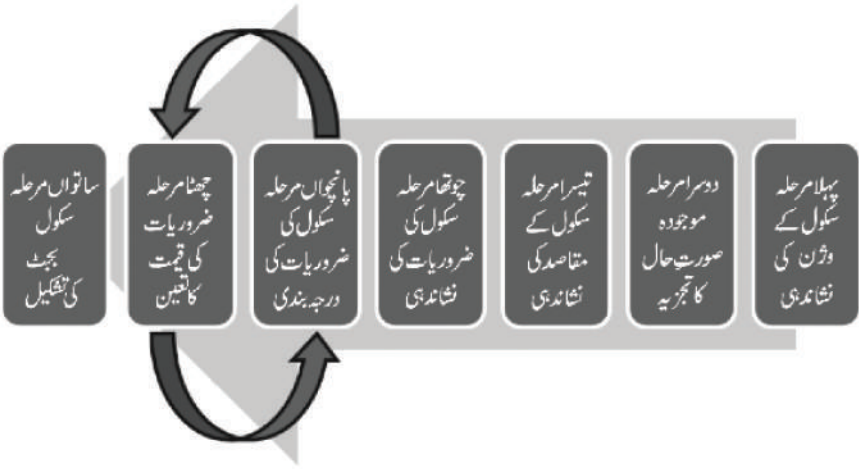 پہلا مرحلہ
سکول کے
وژن کی
نشاندہی
دوسرا مرحلہ
موجودہ
صورتِ حال
کا تجزیہ
تیسرا مرحلہ
سکول کے
مقاصد کی
نشاندہی
چوتھا مرحلہ
سکول کی
ضروریات کی
نشاندہی
پانچواں مرحلہ
سکول کی
ضروریات کی
درجہ بندی
چھٹا مرحلہ
ضروریات
کی قیمت
کا تعین
ساتواں مرحلہ
سکول
بجٹ
کی تشکیل